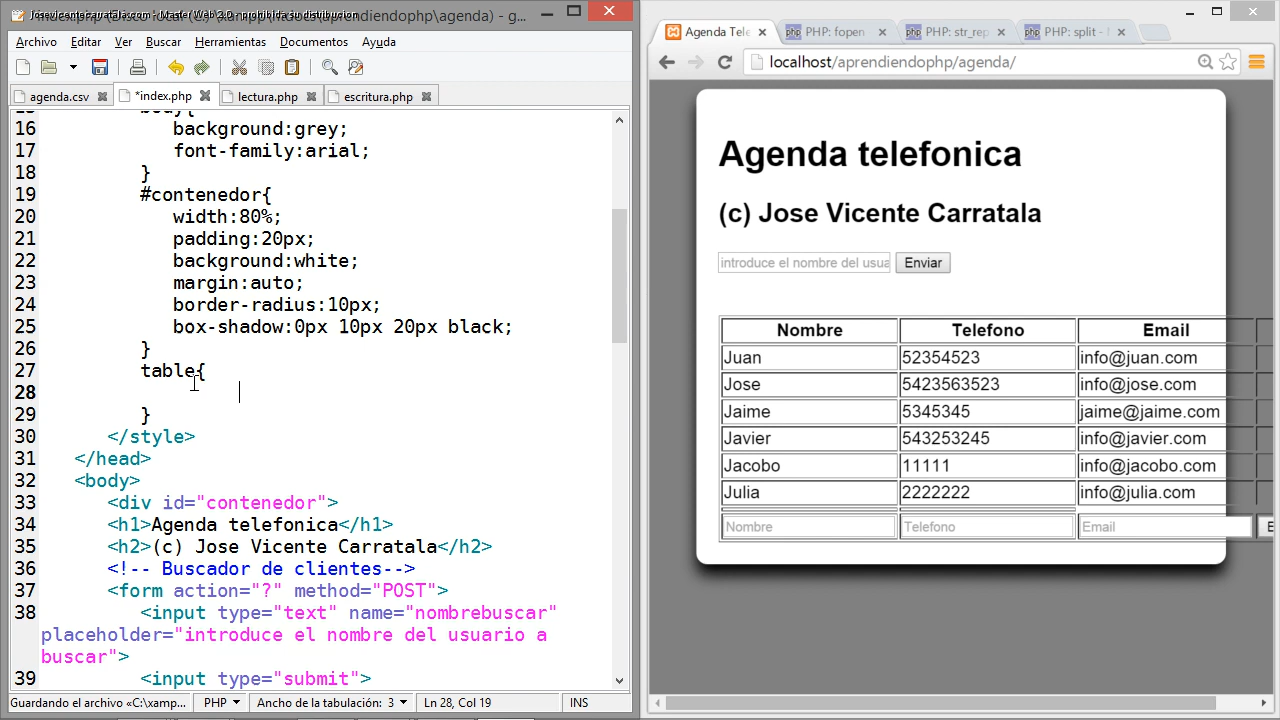 Archivo Editar Ver Buscar Herramientas Documentos Ayuda
agenda.csv *index.php lectura.php escritura.php
body{
16 background:grey;
17 font-family:arial;
18 }
19 #contenedor{
20 width:80%;
21 padding:20px;
22 background:white;
23 margin:auto;
24 border-radius:10px;
25 box-shadow:0px 10px 20px black;
26 }
27 table{
28
29 }
30 </style>
31 </head>
32 <body>
33 <div id="contenedor">
34 <h1>Agenda telefonica</h1>
35 <h2>(c) Jose Vicente Carratala</h2>
36 <!-- Buscador de clientes-->
37 <form action="?" method="POST">
38 <input type="text" name="nombrebuscar"
placeholder="introduce el nombre del usuario a
buscar">
39 <input type="submit">
Guardando el archivo «C:\xamp... PHP Ancho de la tabulación: 3 Ln 28, Col 19 INS
Agenda Tele PHP: fopen PHP: str_rep PHP: split - M
localhost/aprendiendophp/agenda/
Agenda telefonica
(c) Jose Vicente Carratala
introduce el nombre del usua Enviar
Nombre Telefono Email
Juan 52354523 info@juan.com
Jose 5423563523 info@jose.com
Jaime 5345345 jaime@jaime.com
Javier 543253245 info@javier.com
Jacobo 11111 info@jacobo.com
Julia 2222222 info@julia.com
Nombre Telefono Email E